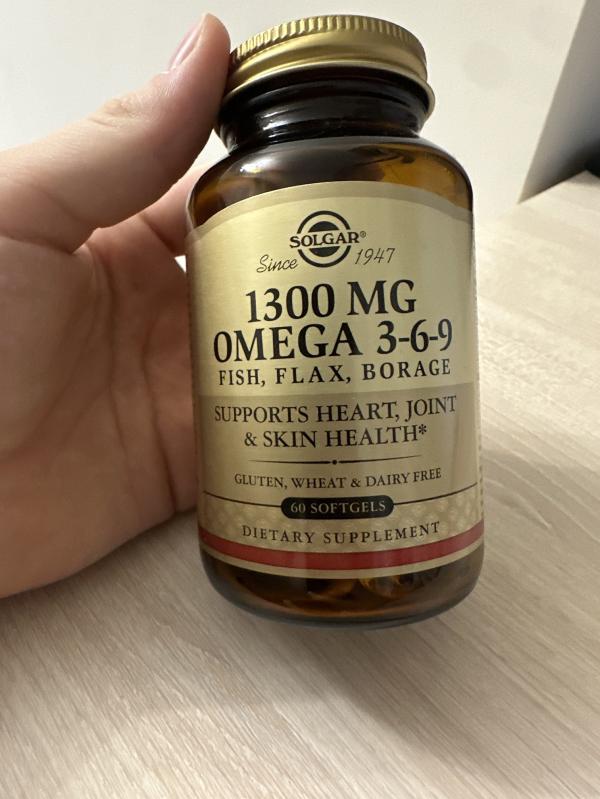 SOLGAR®
Since 1947
1300 MG
OMEGA 3-6-9
FISH, FLAX, BORAGE
SUPPORTS HEART, JOINT
& SKIN HEALTH*
GLUTEN, WHEAT & DAIRY FREE
60 SOFTGELS
DIETARY SUPPLEMENT